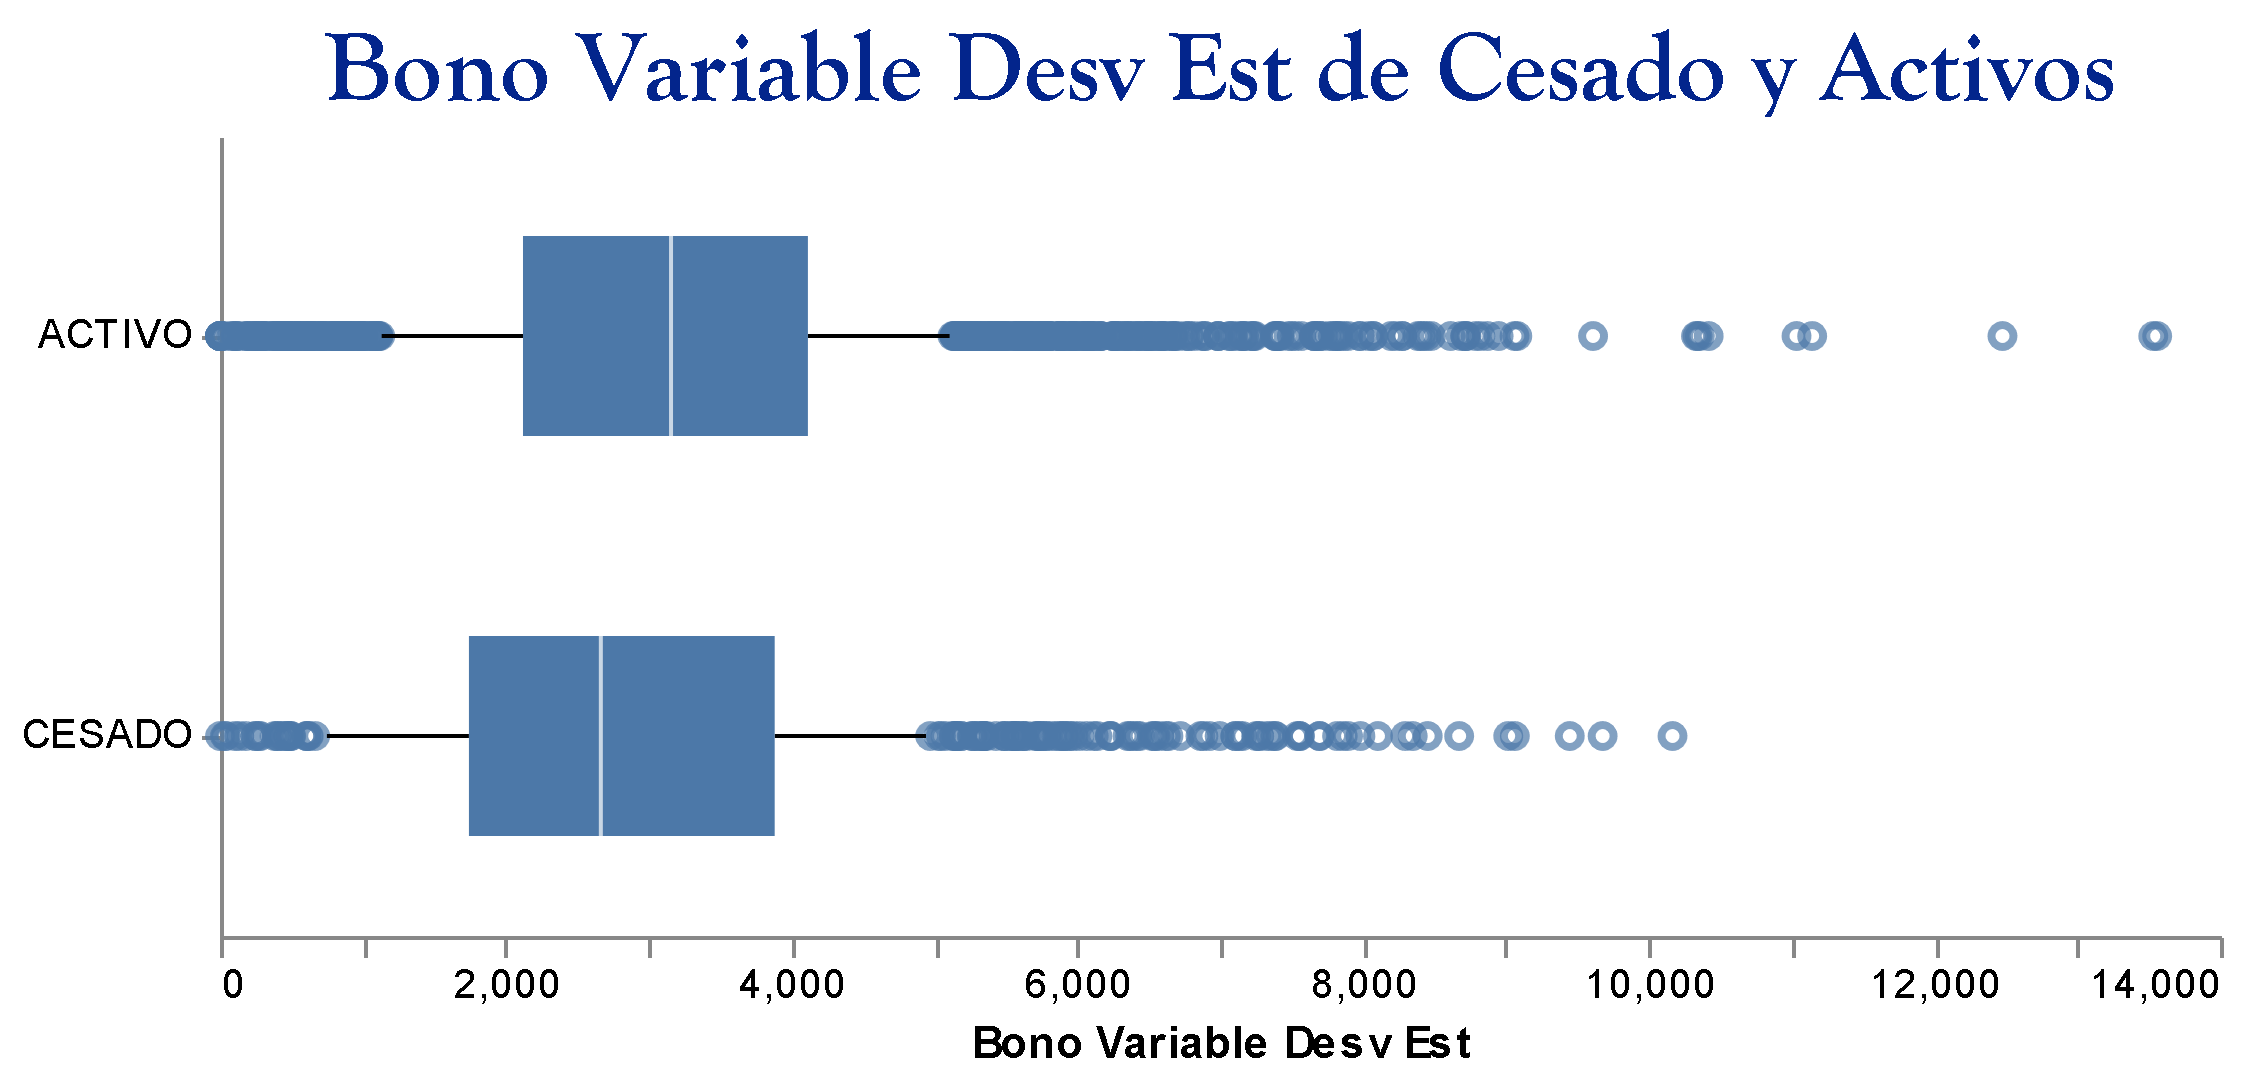 Bono Variable Desv Est de Cesado y Activos
ACTIVO
CESADO
0 2,000 4,000 6,000 8,000 10,000 12,000 14,000
Bono Variable Desv Est